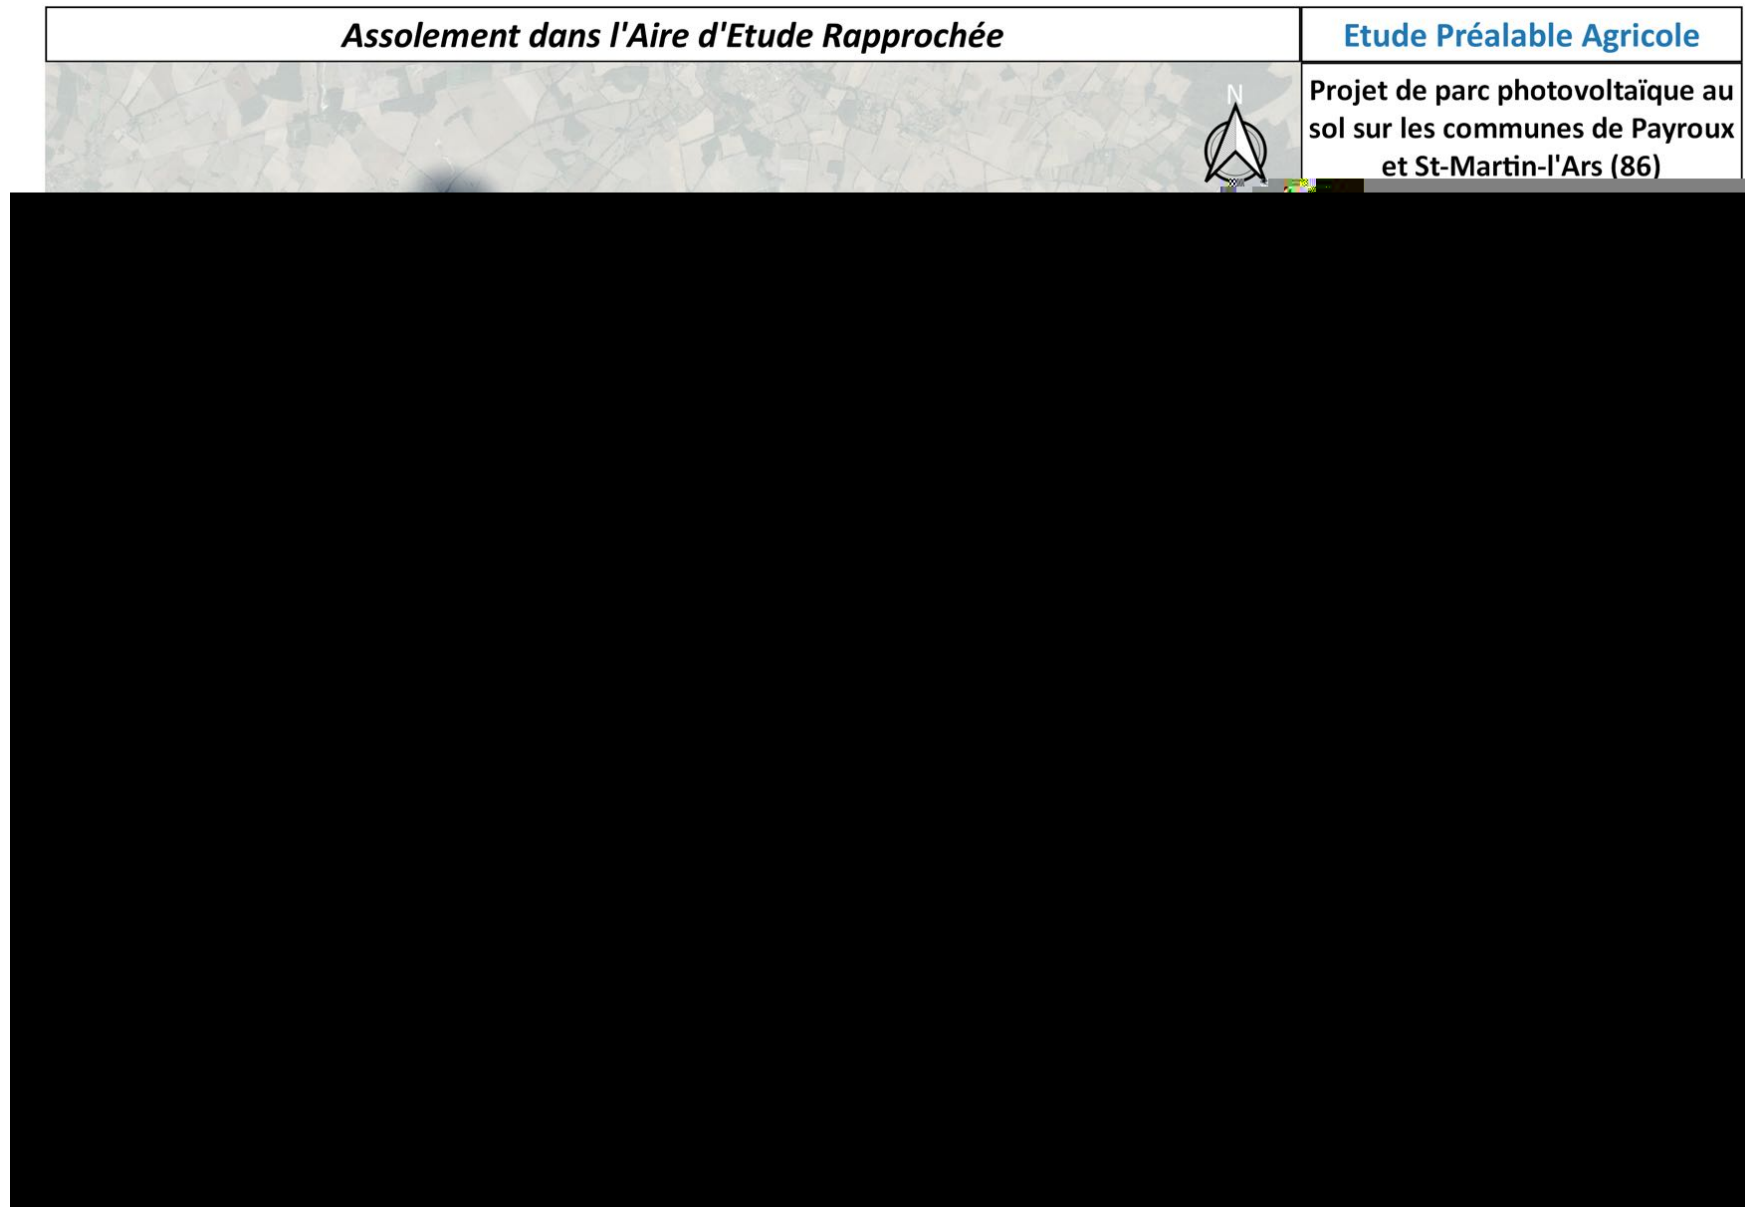 Assolement dans l'Aire d'Etude Rapprochée
Etude Préalable Agricole
Projet de parc photovoltaïque au
sol sur les communes de Payroux
et St-Martin-l'Ars (86)
N